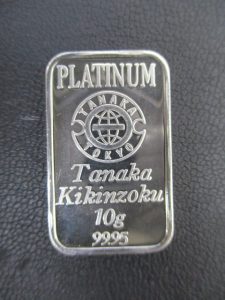 PLATINUM
TANAKA
TOKYO
Tanaka
Kikinzoku
10g
9995